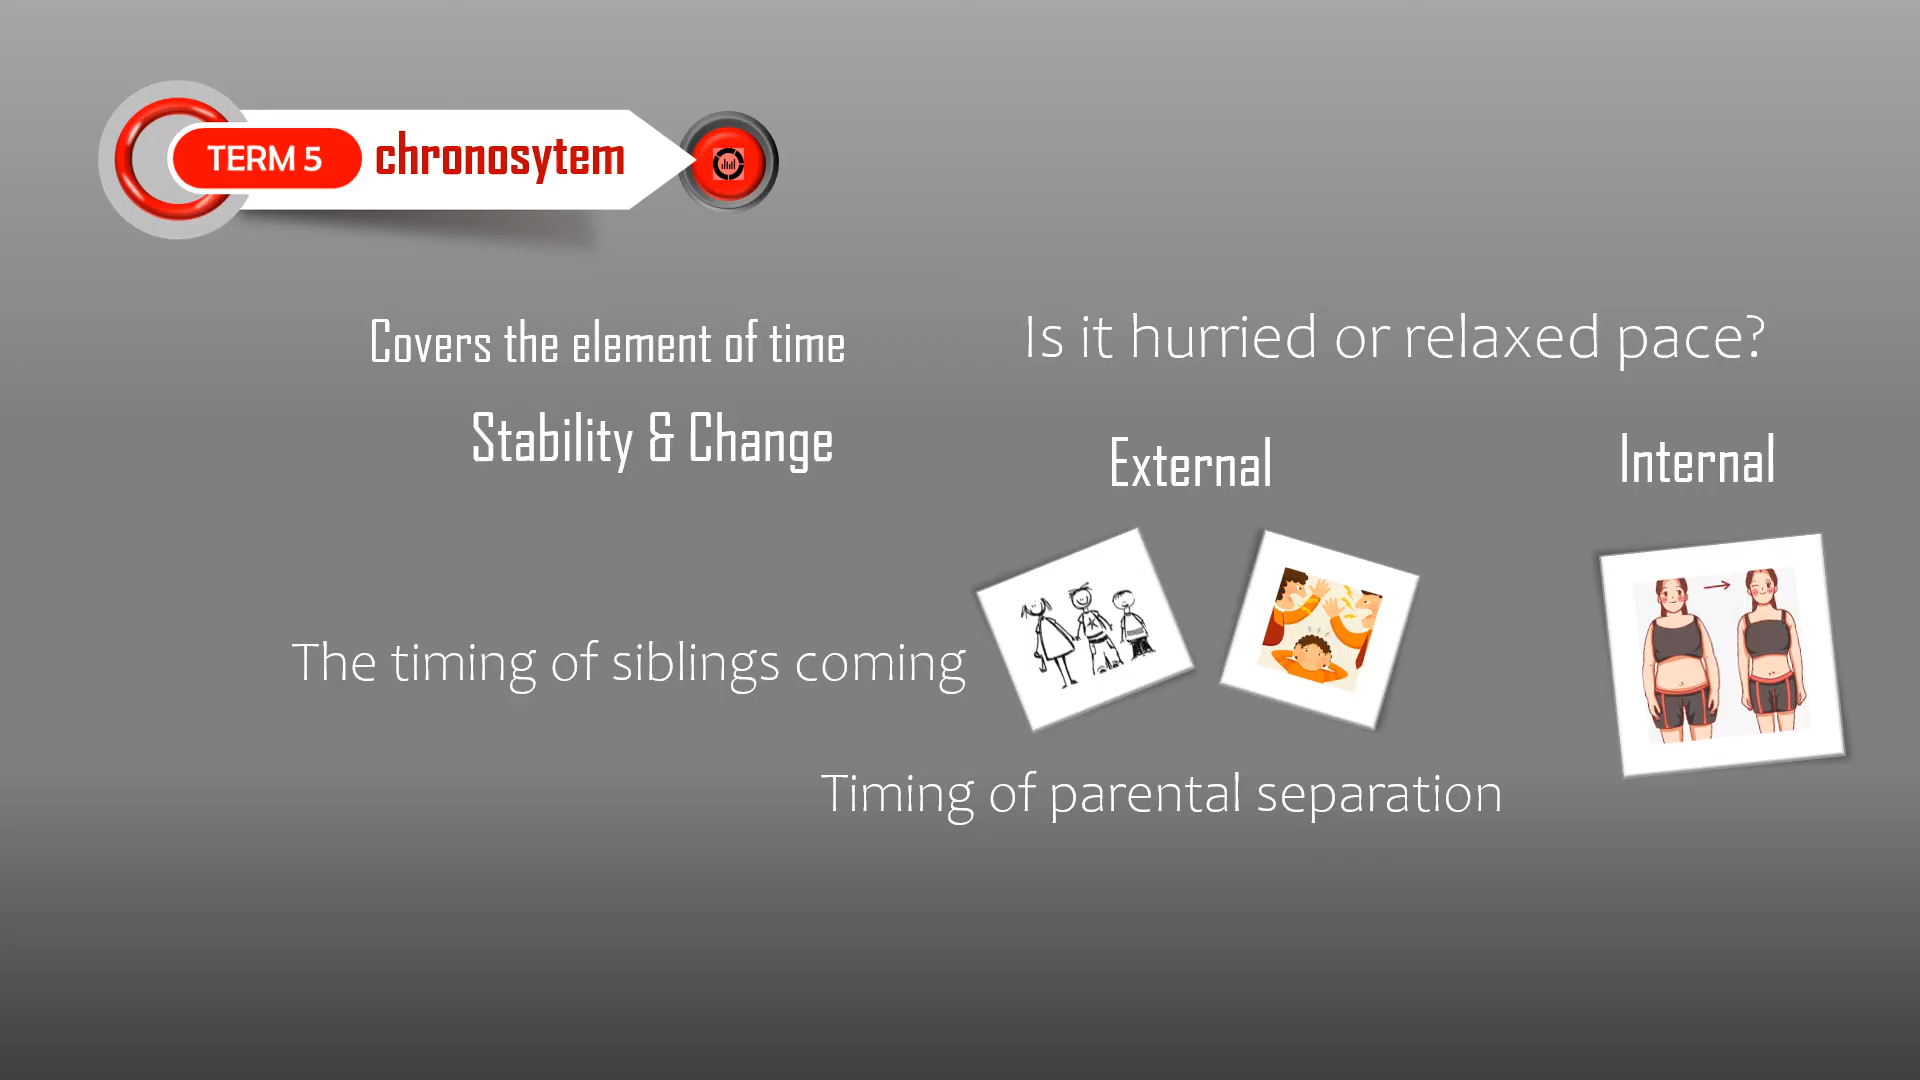 TERM 5 chronosytem
Covers the element of time
Is it hurried or relaxed pace?
Stability & Change
External
Internal
The timing of siblings coming
Timing of parental separation